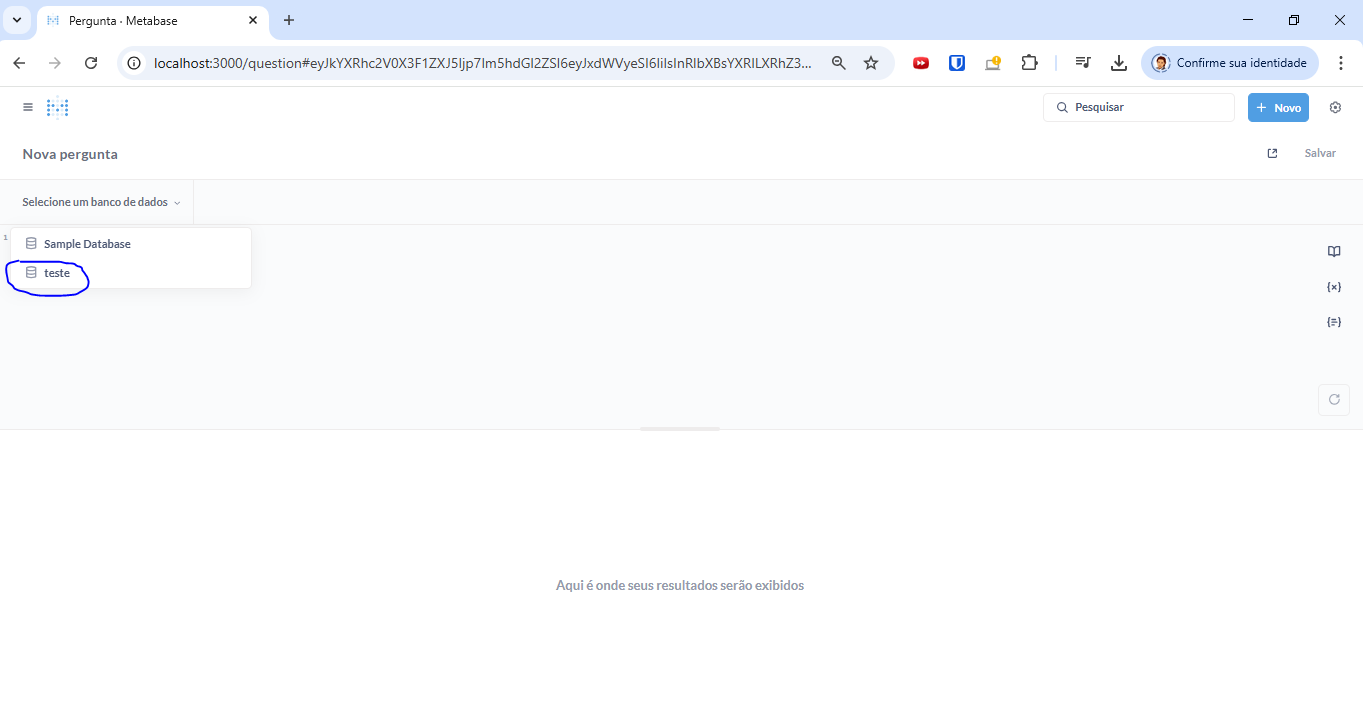 Pergunta · Metabase
localhost:3000/question#eyJkYXRhc2V0X3F1ZXJ5Ijp7Im5hdGl2ZSI6eyJxdWVyeSI6IiIsInRlbXBsYXRlLXRhZ3...
Confirme sua identidade
Pesquisar
+ Novo
Nova pergunta
Salvar
Selecione um banco de dados
1
Sample Database
teste
{x}
Aqui é onde seus resultados serão exibidos